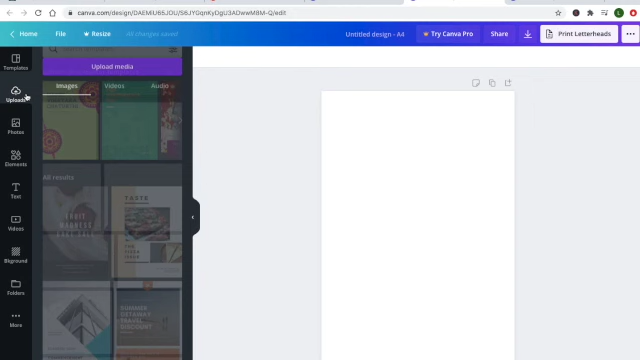 canva.com/design/DAEMiU65JOU/S6JYGqnKyDgU3ADwwM8M-Q/edit
Home
File
Resize
All changes saved
Untitled design - A4
Try Canva Pro
Share
Print Letterheads
Templates
Uploads
Photos
Elements
Text
Videos
Bkground
Folders
More
Upload media
Images
Videos
Audio
All results
TASTE
SUMMER
GETAWAY
TRAVEL
DISCOUNT